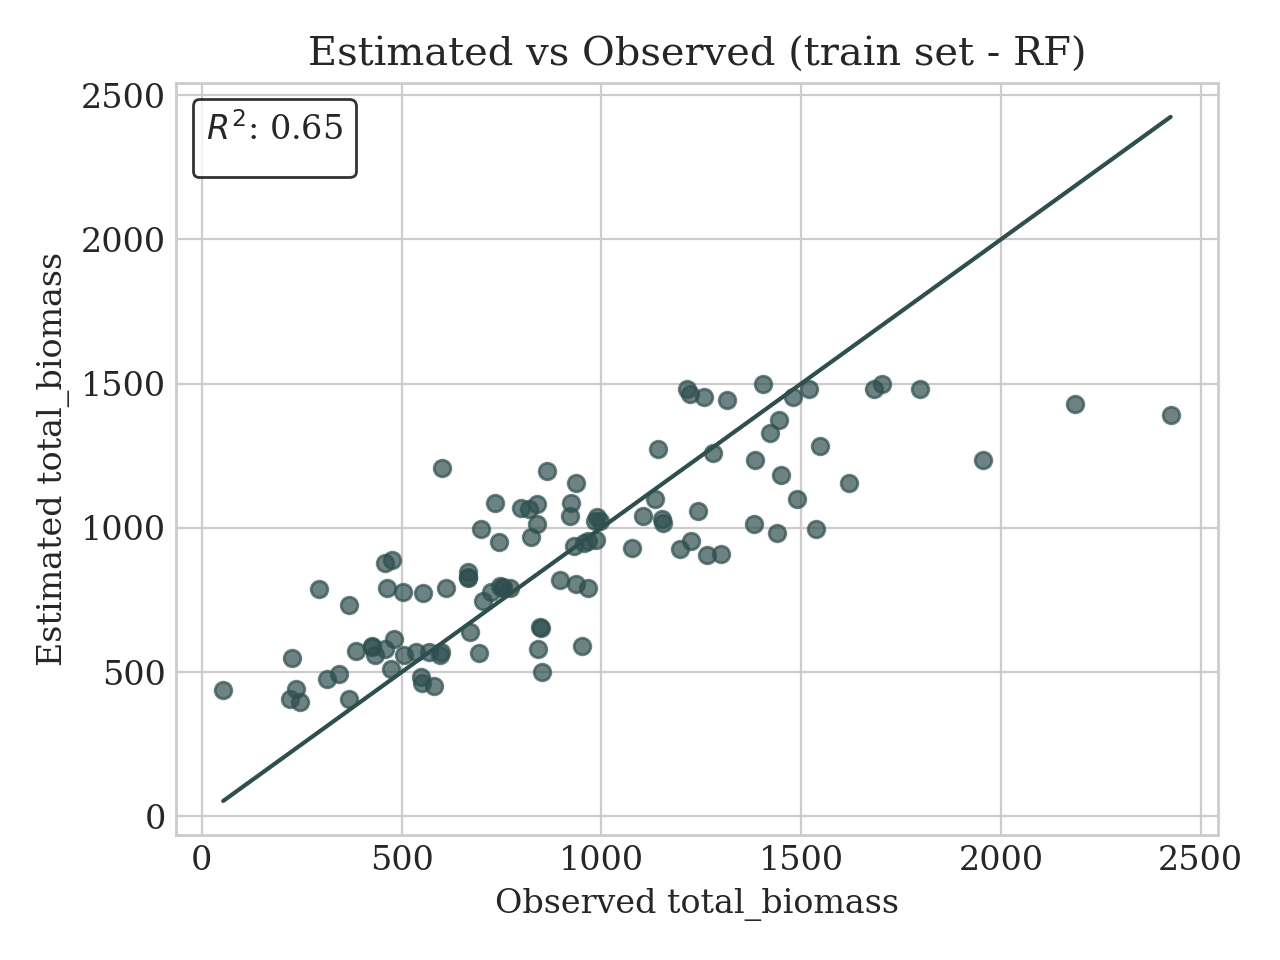 Estimated vs Observed (train set - RF)
R²: 0.65
Estimated total_biomass
2500
2000
1500
1000
500
0
0 500 1000 1500 2000 2500
Observed total_biomass